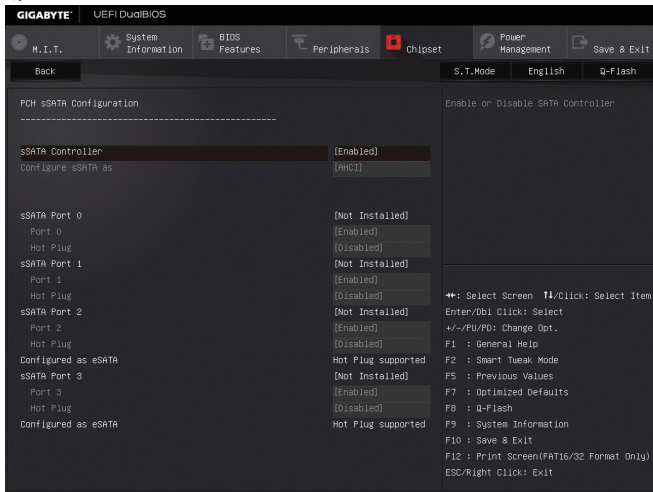 GIGABYTE™ UEFI DualBIOS
M.I.T. System Information BIOS Features Peripherals Chipset Power Management Save & Exit
Back S.T.Mode English Q-Flash
PCH sSATA Configuration Enable or Disable SATA Controller
--------------------------------------------------
sSATA Controller [Enabled]
Configure sSATA as [AHCI]
sSATA Port 0 [Not Installed]
Port 0 [Enabled]
Hot Plug [Disabled]
sSATA Port 1 [Not Installed]
Port 1 [Enabled]
Hot Plug [Disabled]
sSATA Port 2 [Not Installed]
Port 2 [Enabled]
Hot Plug [Disabled]
Configured as eSATA Hot Plug supported
sSATA Port 3 [Not Installed]
Port 3 [Enabled]
Hot Plug [Disabled]
Configured as eSATA Hot Plug supported
→←: Select Screen ↑↓/Click: Select Item
Enter/Dbl Click: Select
+/-/PU/PD: Change Opt.
F1 : General Help
F2 : Smart Tweak Mode
F5 : Previous Values
F7 : Optimized Defaults
F8 : Q-Flash
F9 : System Information
F10 : Save & Exit
F12 : Print Screen(FAT16/32 Format Only)
ESC/Right Click: Exit